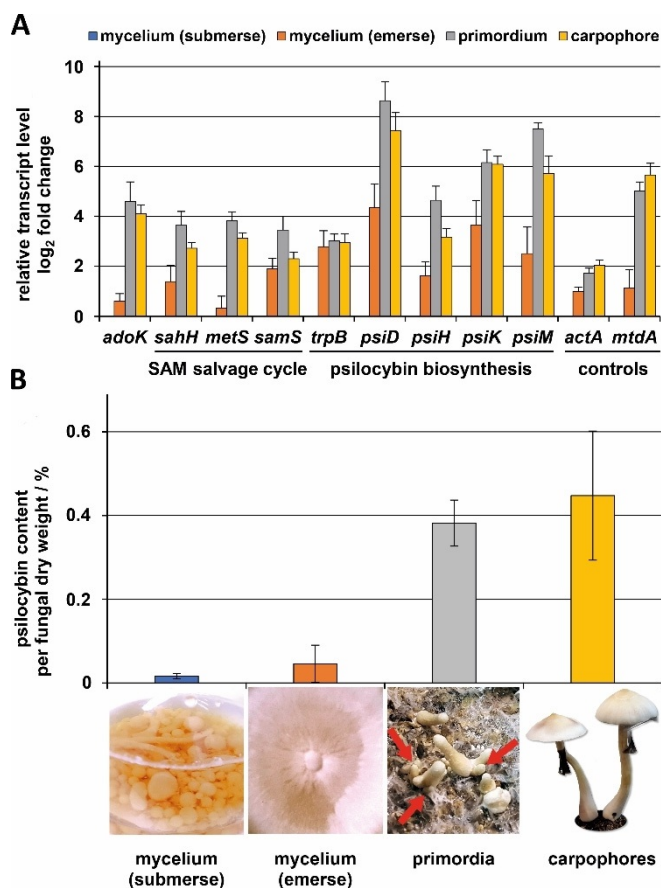 A
mycelium (submerse) mycelium (emerse) primordium carpophore
relative transcript level
log2 fold change
10
8
6
4
2
0
adoK sahH metS samS trpB psiD psiH psiK psiM actA mtdA
SAM salvage cycle psilocybin biosynthesis controls
B
psilocybin content
per fungal dry weight / %
0.6
0.4
0.2
0
mycelium
(submerse)
mycelium
(emerse)
primordia
carpophores